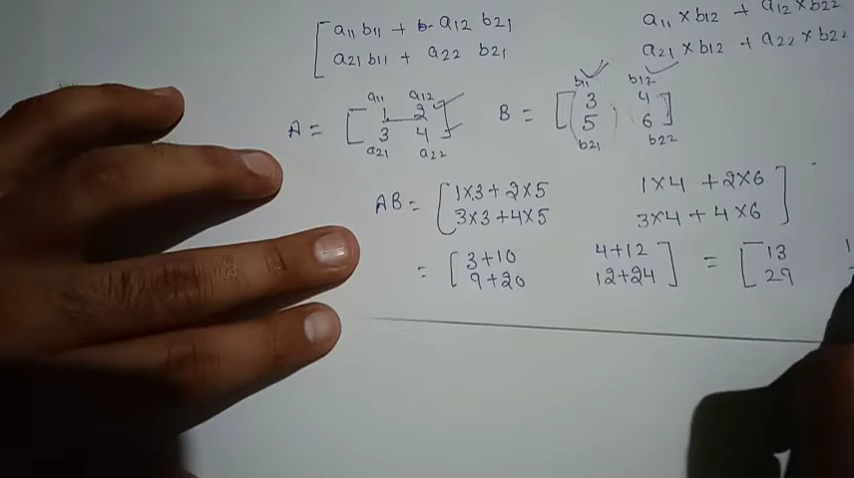 a11 b11 + a12 b21 a11 × b12 + a12 × b22
a21 b11 + a22 b21 a21 × b12 + a22 × b22
a11 a12 b11 b12
A = [ 1 2 B = [ 3 4 ]
3 4 ] 5 6
a21 a22 b21 b22
AB = [ 1×3 + 2×5 1×4 + 2×6 ]
3×3 + 4×5 3×4 + 4×6
= [ 3+10 4+12 ] = [ 13
9+20 12+24 29